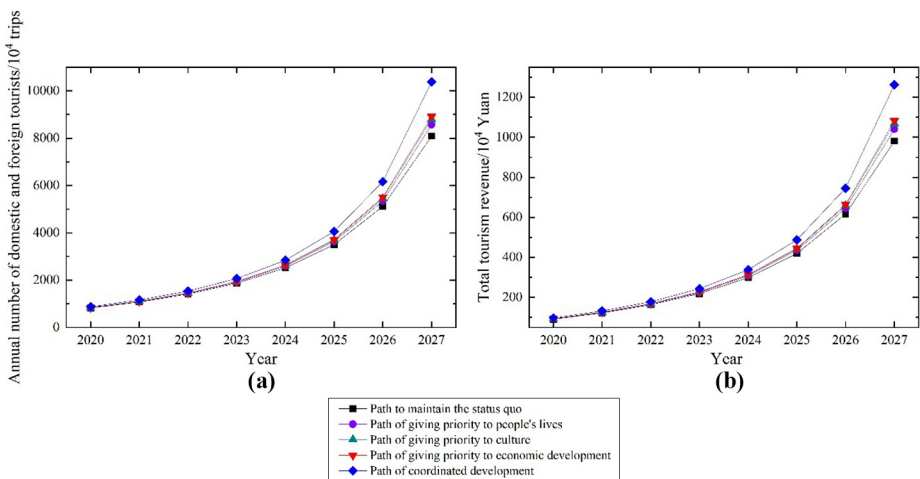 Annual number of domestic and foreign tourists/10⁴ trips
10000
8000
6000
4000
2000
0
2020 2021 2022 2023 2024 2025 2026 2027
Year
(a)
Total tourism revenue/10⁴ Yuan
1200
1000
800
600
400
200
2020 2021 2022 2023 2024 2025 2026 2027
Year
(b)
Path to maintain the status quo
Path of giving priority to people's lives
Path of giving priority to culture
Path of giving priority to economic development
Path of coordinated development